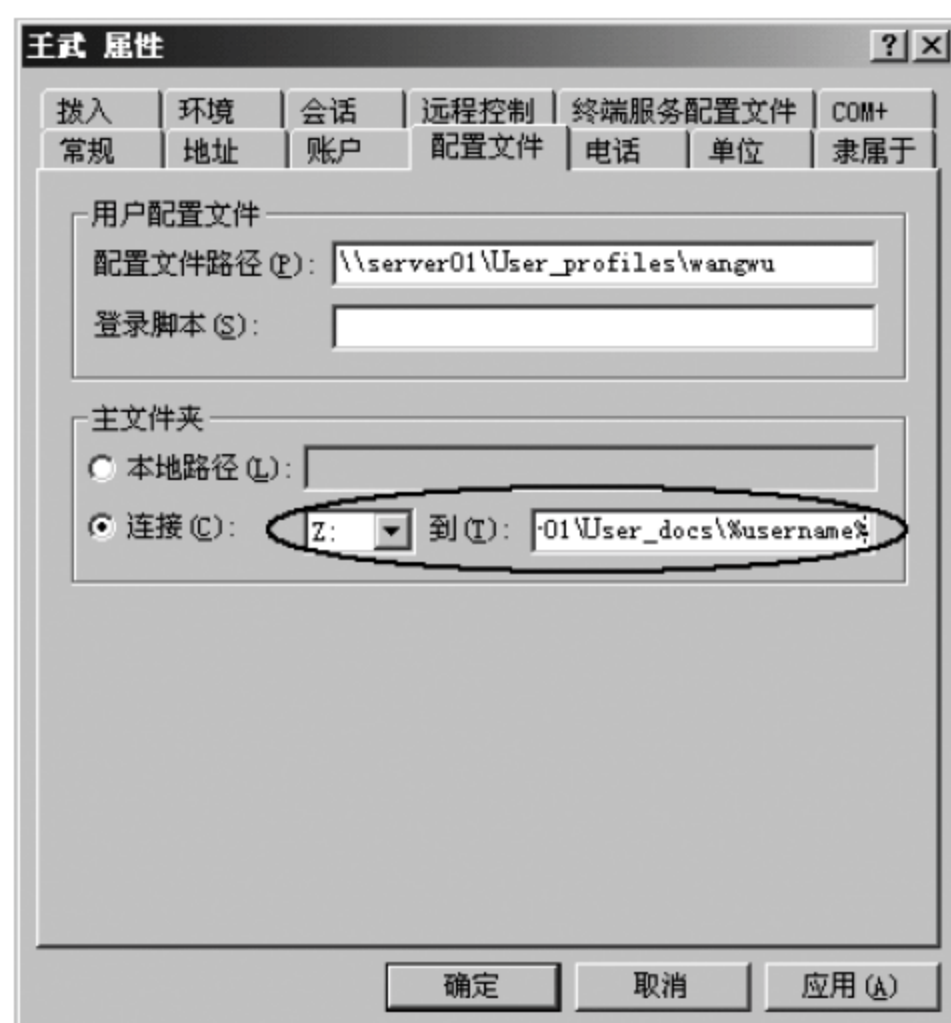 王武 属性
拨入 环境 会话 远程控制 终端服务配置文件 COM+
常规 地址 账户 配置文件 电话 单位 隶属于
用户配置文件
配置文件路径(P): \\server01\User_profiles\wangwu
登录脚本(S):
主文件夹
本地路径(L):
连接(C): Z: 到(T): 01\User_docs\%username%
确定 取消 应用(A)